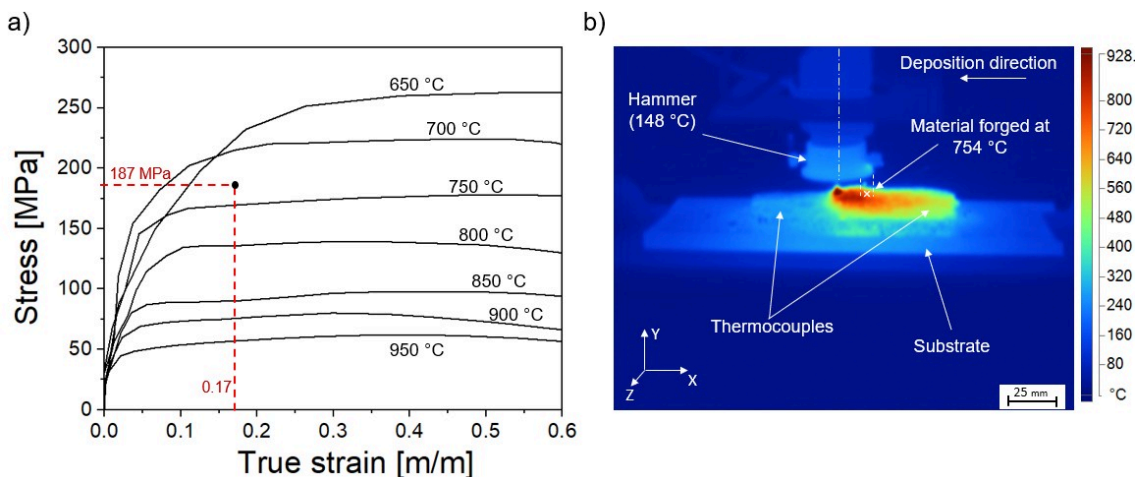 a)
300
250
200
150
100
50
0
Stress [MPa]
0.0 0.1 0.2 0.3 0.4 0.5 0.6
True strain [m/m]
650 °C
700 °C
187 MPa
750 °C
800 °C
850 °C
900 °C
950 °C
0.17
b)
Deposition direction
Hammer
(148 °C)
Material forged at
754 °C
Thermocouples
Substrate
Y
X
Z
25 mm
928.
800
720
640
560
480
400
320
240
160
80
°C